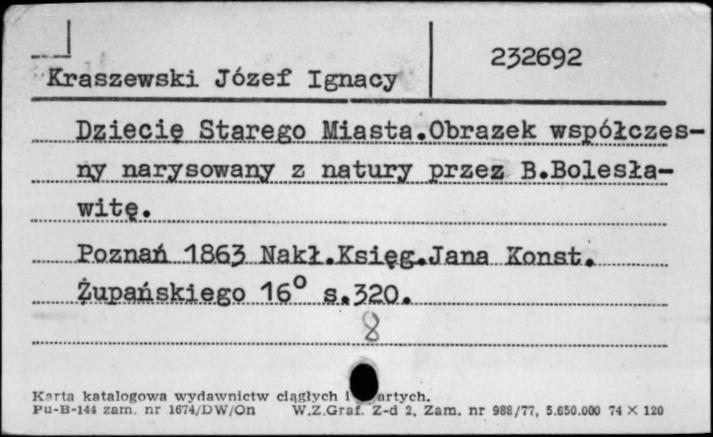 232692
Kraszewski Józef Ignacy
Dziecię Starego Miasta.Obrazek współczes-
ny narysowany z natury przez B.Bolesła-
witę.
Poznań 1863 Nakł.Księg.Jana Konst.
Żupańskiego 16° s.320.
8
Karta katalogowa wydawnictw ciągłych i artych.
Pu-B-144 zam. nr 1674/DW/On W.Z.Graf. Z-d 2, Zam. nr 988/77, 5.650.000 74 × 120